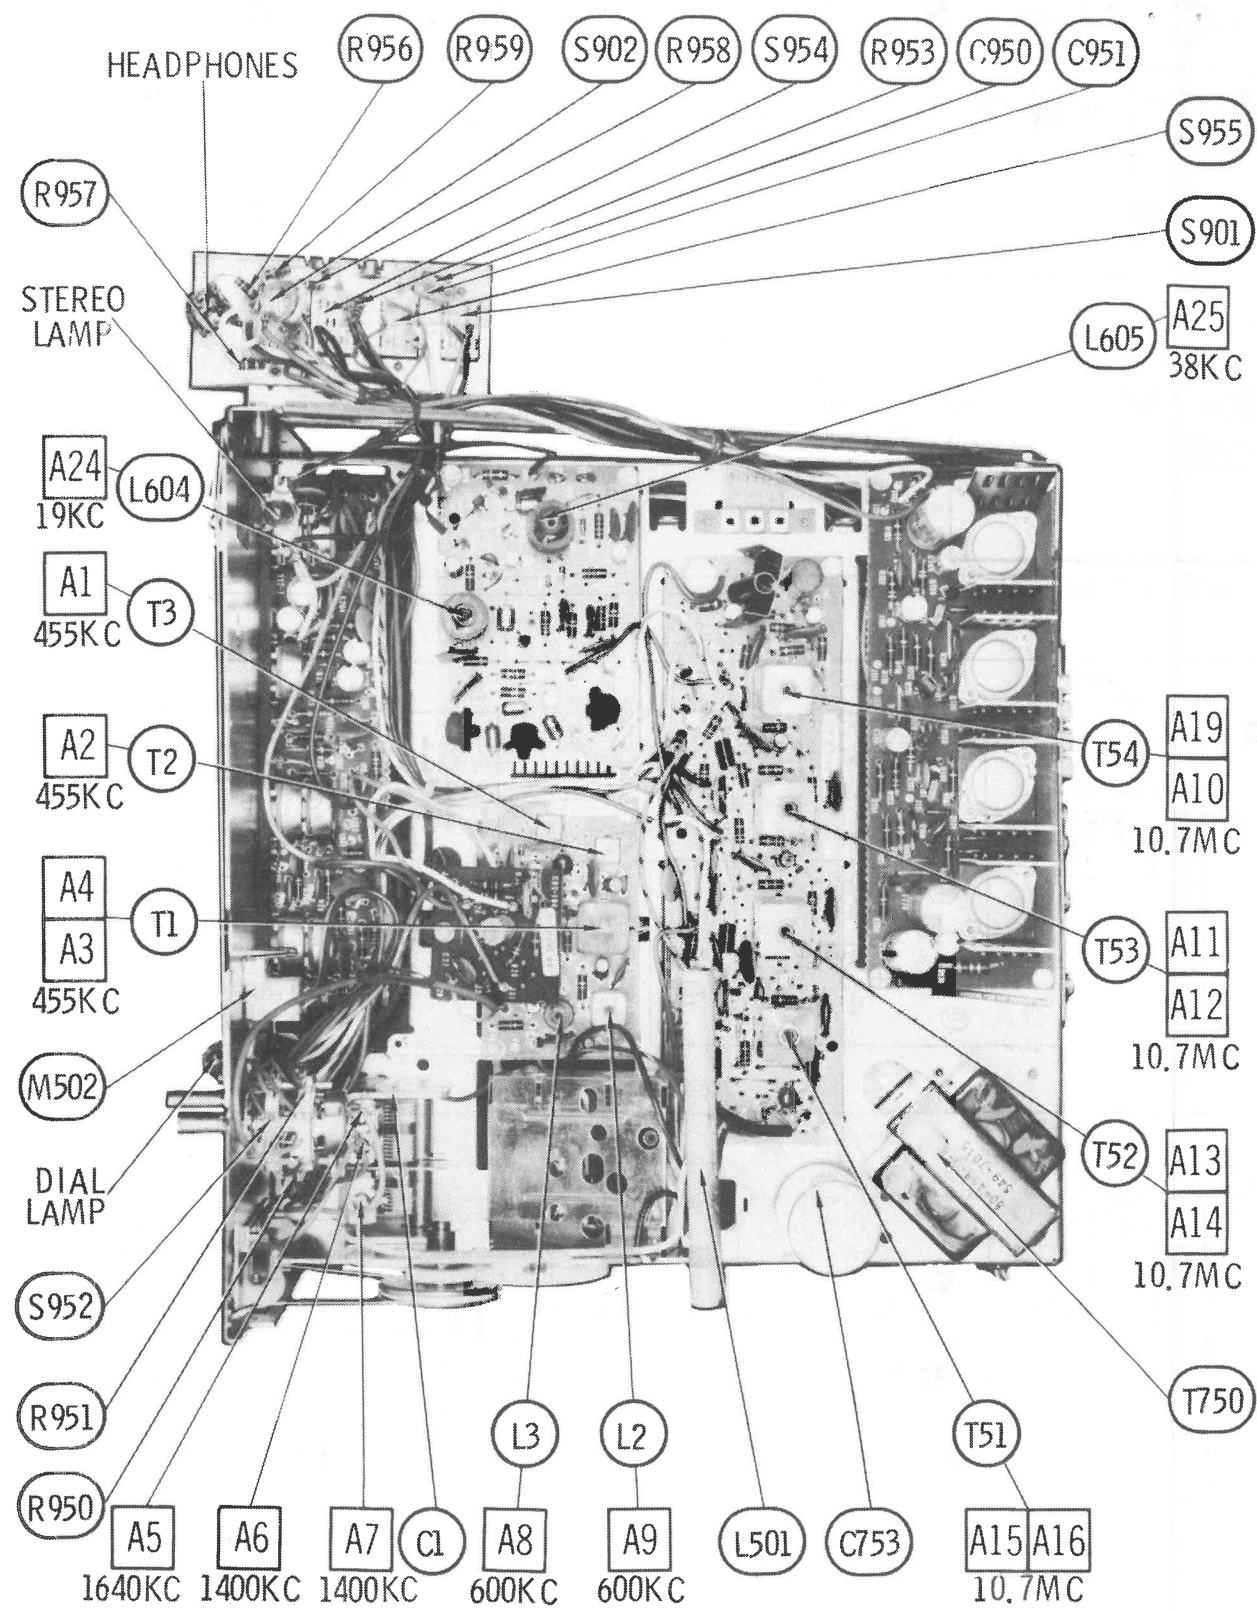 HEADPHONES
R956
R959
S902
R958
S954
R953
C950
C951
S955
R957
S901
STEREO
LAMP
L605
A25
38KC
A24
L604
19KC
A1
T3
455KC
A2
T2
455KC
A19
T54
A10
10.7MC
A4
T1
A3
455KC
A11
T53
A12
10.7MC
M502
T52
A13
A14
10.7MC
DIAL
LAMP
S952
R951
R950
T750
L3
L2
T51
A5
1640KC
A6
1400KC
A7
1400KC
C1
A8
600KC
A9
600KC
L501
C753
A15 A16
10.7MC